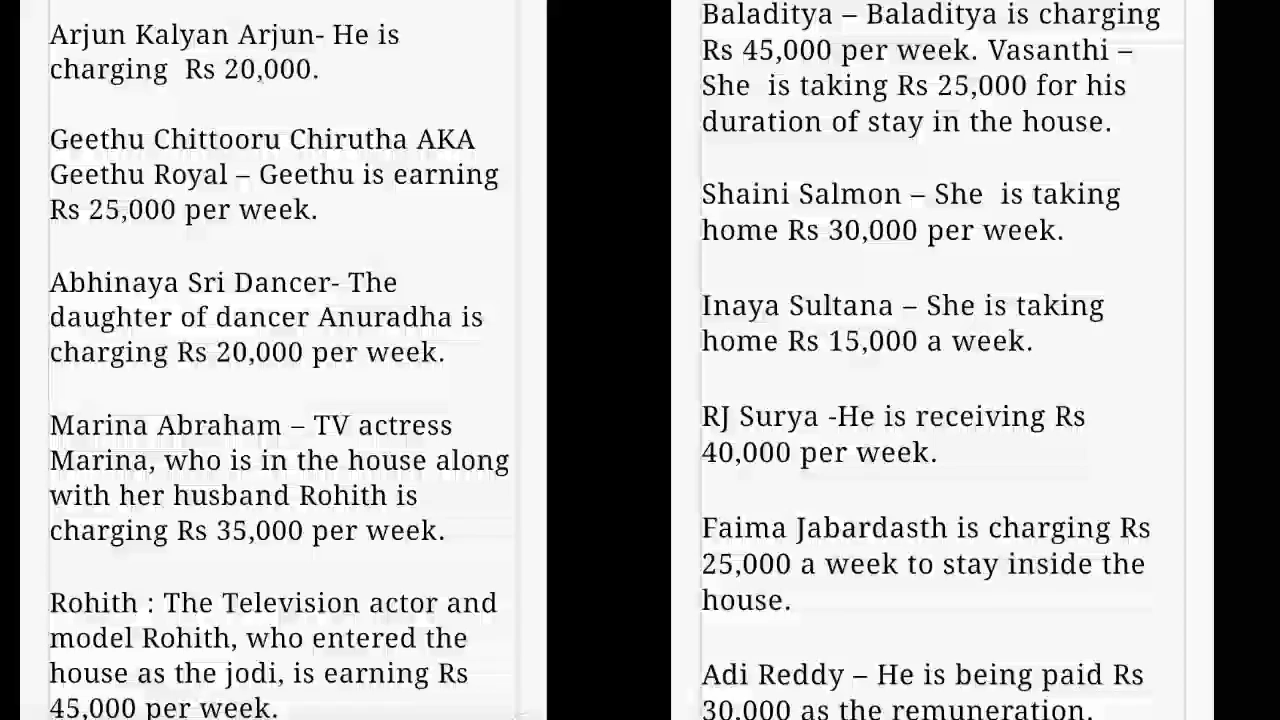 Arjun Kalyan Arjun- He is
charging  Rs 20,000.
Geethu Chittooru Chirutha AKA
Geethu Royal – Geethu is earning
Rs 25,000 per week.
Abhinaya Sri Dancer- The
daughter of dancer Anuradha is
charging Rs 20,000 per week.
Marina Abraham – TV actress
Marina, who is in the house along
with her husband Rohith is
charging Rs 35,000 per week.
Rohith : The Television actor and
model Rohith, who entered the
house as the jodi, is earning Rs
45,000 per week.
Baladitya – Baladitya is charging
Rs 45,000 per week. Vasanthi –
She  is taking Rs 25,000 for his
duration of stay in the house.
Shaini Salmon – She  is taking
home Rs 30,000 per week.
Inaya Sultana – She is taking
home Rs 15,000 a week.
RJ Surya -He is receiving Rs
40,000 per week.
Faima Jabardasth is charging Rs
25,000 a week to stay inside the
house.
Adi Reddy – He is being paid Rs
30,000 as the remuneration.